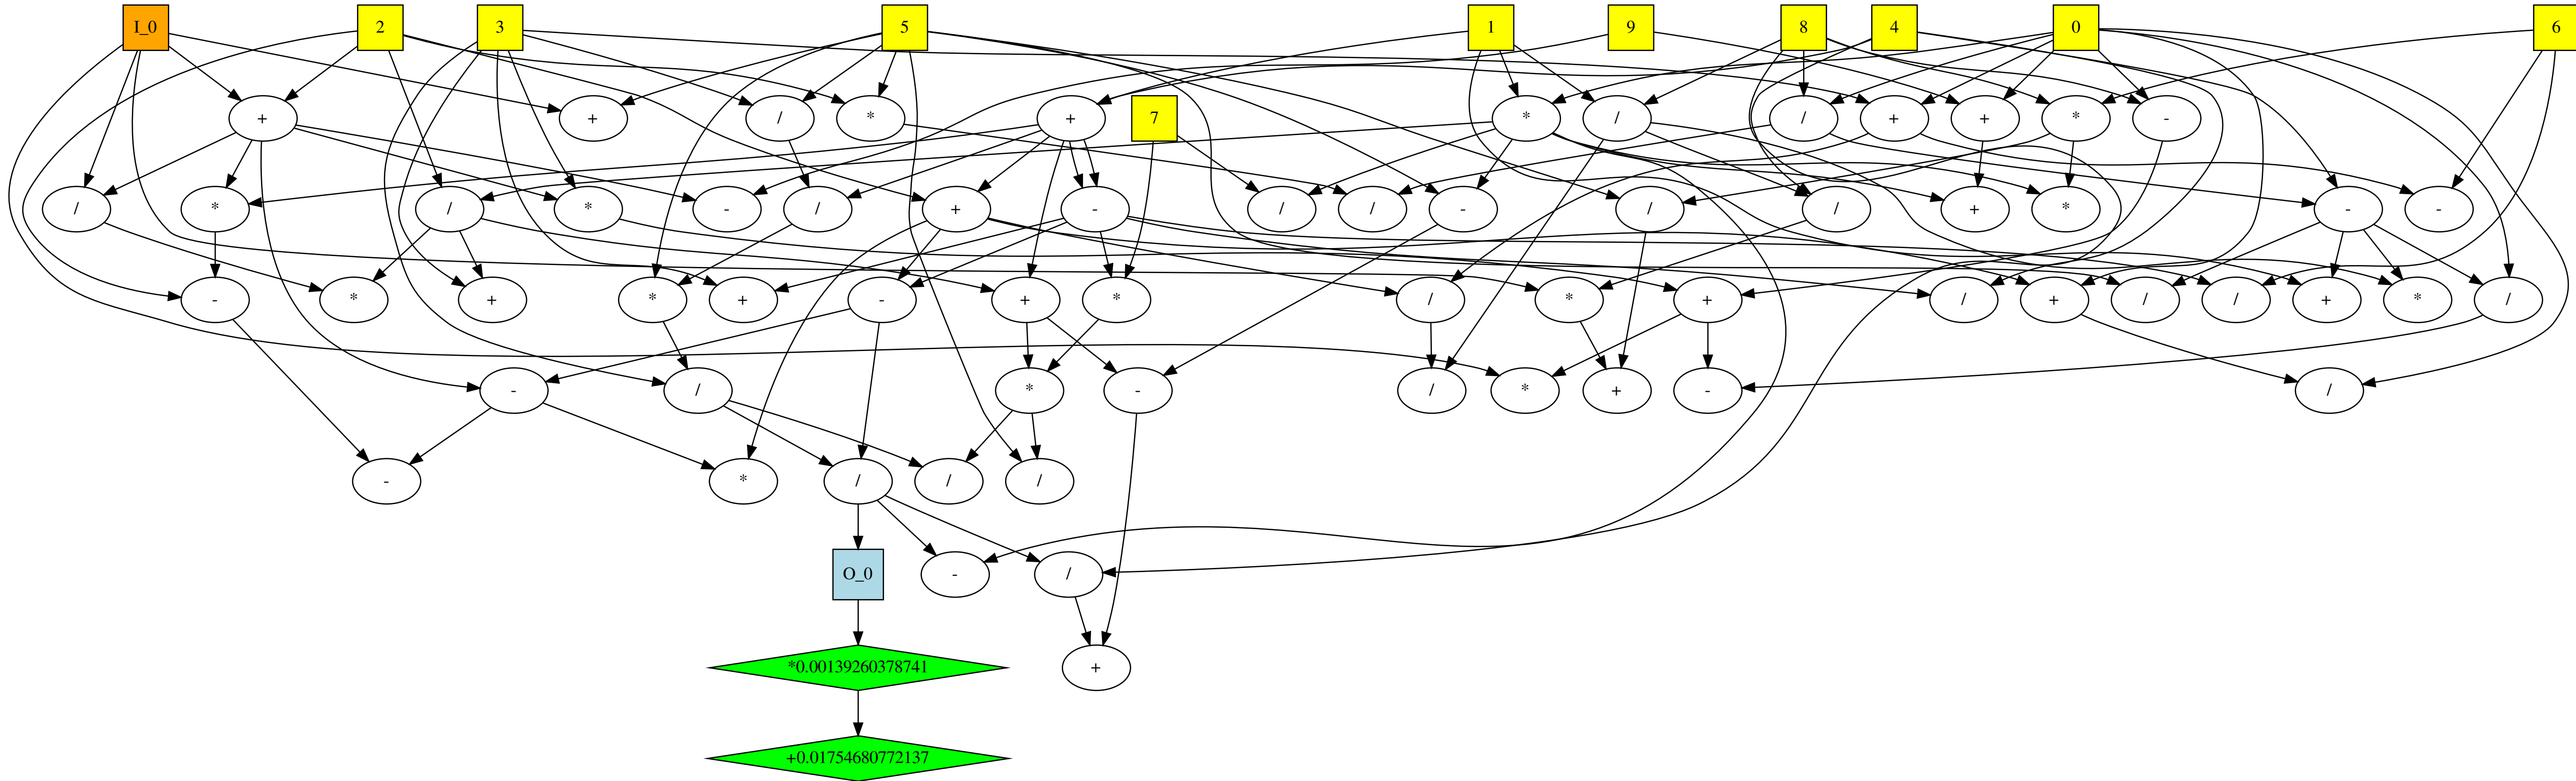 I_0 2 3 5 1 9 8 4 0 6
+ + / * + 7 * / / + + * -
/ * / * - / + - / / - / / + * - -
- * + * + - + * / * + / + / / + * /
- / * - / * + - /
- * / / /
O_0 - /
*0.00139260378741 +
+0.01754680772137